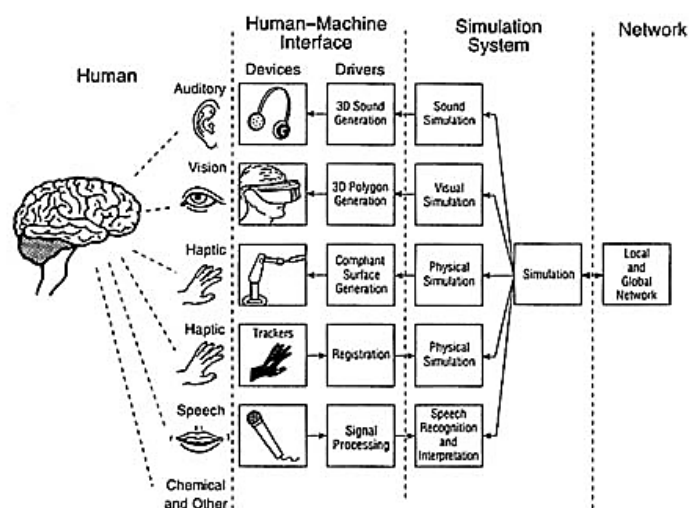 Human–Machine
Interface
Simulation
System
Network
Human
Devices
Drivers
Auditory
3D Sound
Generation
Sound
Simulation
Vision
3D Polygon
Generation
Visual
Simulation
Haptic
Compliant
Surface
Generation
Physical
Simulation
Simulation
Local
and
Global
Network
Haptic
Trackers
Registration
Physical
Simulation
Speech
Signal
Processing
Speech
Recognition
and
Interpretation
Chemical
and Other